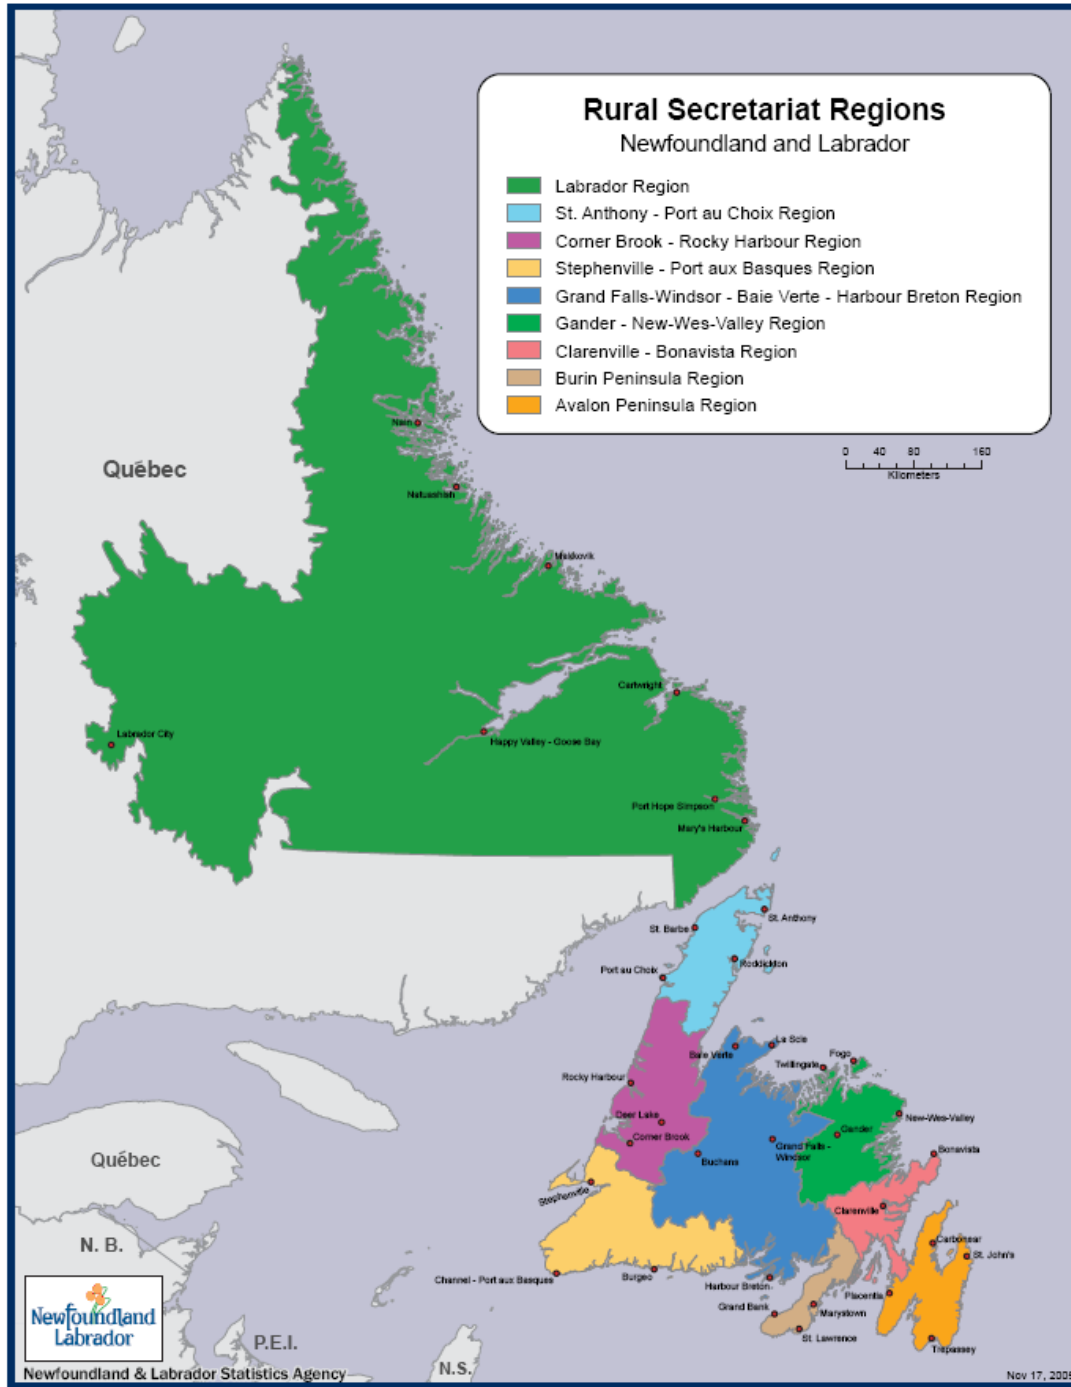 Rural Secretariat Regions
Newfoundland and Labrador
Labrador Region
St. Anthony - Port au Choix Region
Corner Brook - Rocky Harbour Region
Stephenville - Port aux Basques Region
Grand Falls-Windsor - Baie Verte - Harbour Breton Region
Gander - New-Wes-Valley Region
Clarenville - Bonavista Region
Burin Peninsula Region
Avalon Peninsula Region
0 40 80 160
Kilometers
Nain
Québec
Natuashish
Makkovik
Cartwright
Labrador City
Happy Valley - Goose Bay
Port Hope Simpson
Mary's Harbour
St. Anthony
St. Barbe
Roddickton
Port au Choix
La Scie
Baie Verte
Fogo
Twillingate
Rocky Harbour
Deer Lake
New-Wes-Valley
Gander
Corner Brook
Grand Falls -
Windsor
Buchans
Bonavista
Québec
Stephenville
Clarenville
N. B.
Carbonear
St. John's
Channel - Port aux Basques
Burgeo
Harbour Breton
Placentia
Grand Bank
Marystown
St. Lawrence
Trepassey
Newfoundland
Labrador
P.E.I.
N.S.
Newfoundland & Labrador Statistics Agency
Nov 17, 2005